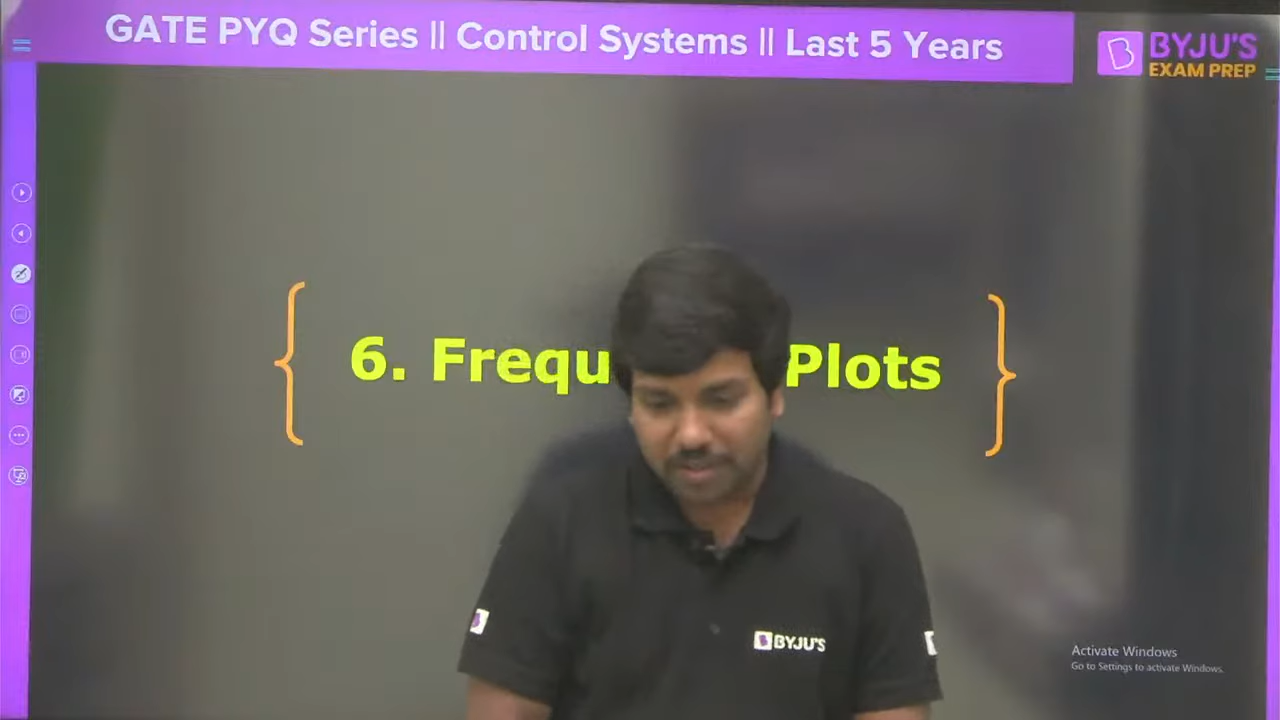 GATE PYQ Series || Control Systems || Last 5 Years
BYJU'S
EXAM PREP
6. Frequ Plots
BYJU'S
Activate Windows
Go to Settings to activate Windows.